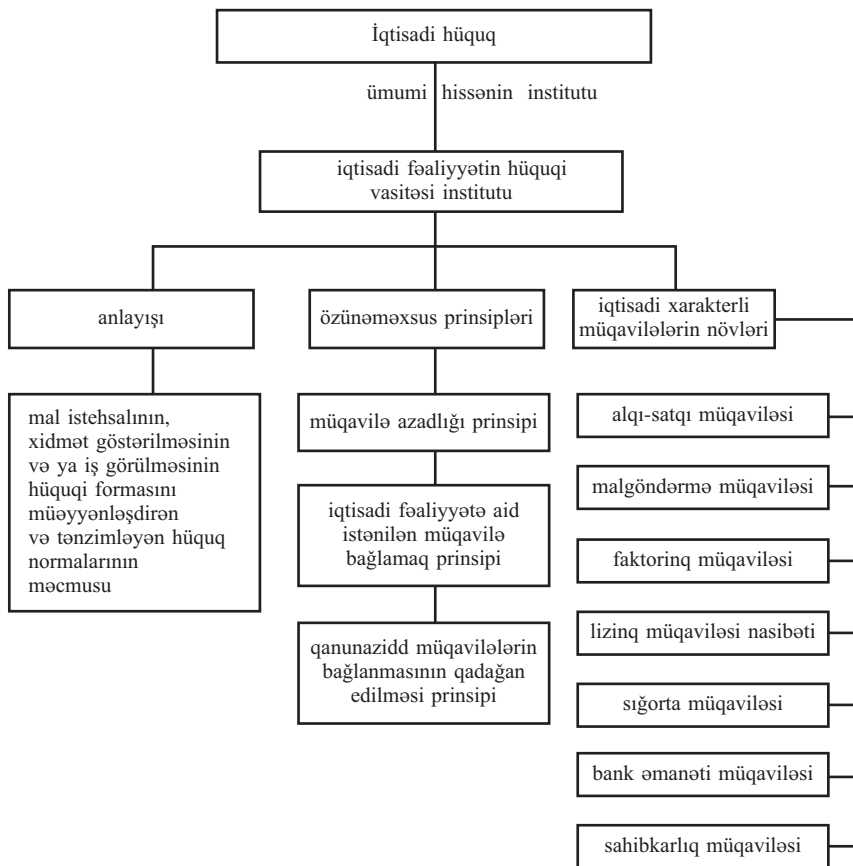 İqtisadi hüquq
ümumi hissənin institutu
iqtisadi fəaliyyətin hüquqi
vasitəsi institutu
anlayışı
özünəməxsus prinsipləri
iqtisadi xarakterli
müqavilələrin növləri
mal istehsalının,
xidmət göstərilməsinin
və ya iş görülməsinin
hüquqi formasını
müəyyənləşdirən
və tənzimləyən hüquq
normalarının
məcmusu
müqavilə azadlığı prinsipi
iqtisadi fəaliyyətə aid
istənilən müqavilə
bağlamaq prinsipi
qanunazidd müqavilələrin
bağlanmasının qadağan
edilməsi prinsipi
alqı-satqı müqaviləsi
malgöndərmə müqaviləsi
faktorinq müqaviləsi
lizinq müqaviləsi nasibəti
sığorta müqaviləsi
bank əmanəti müqaviləsi
sahibkarlıq müqaviləsi